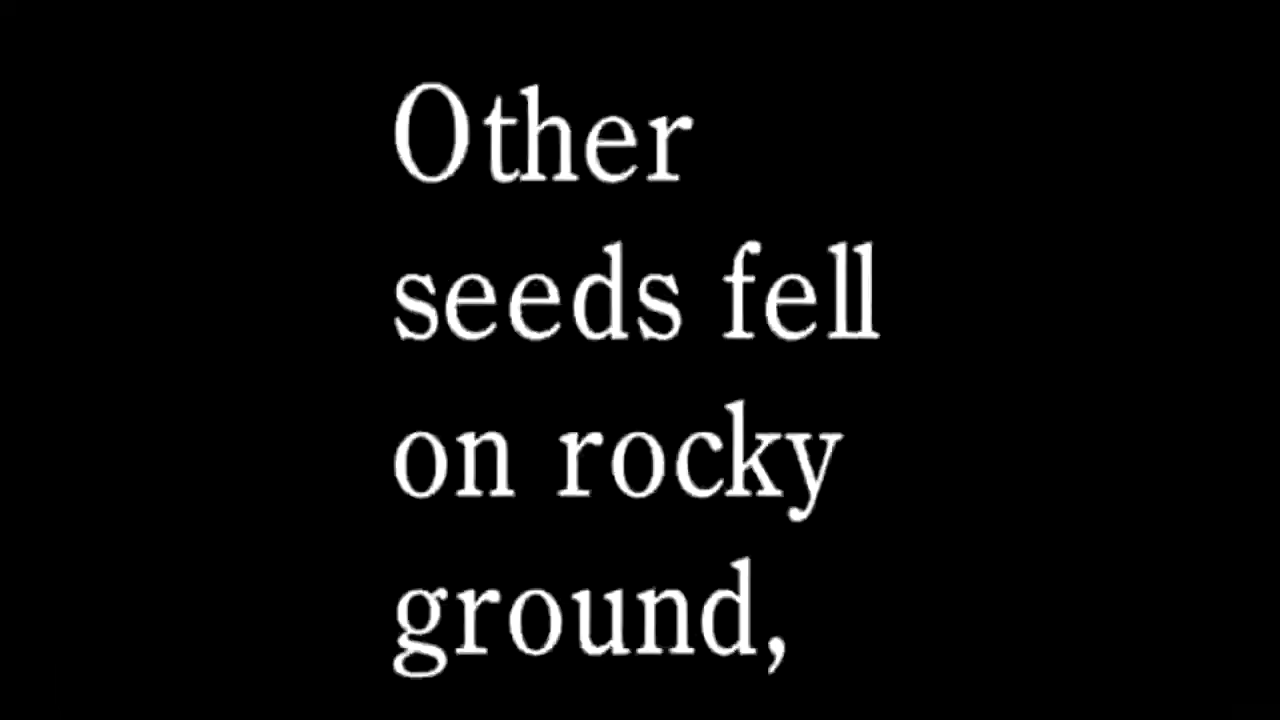 Other
seeds fell
on rocky
ground,